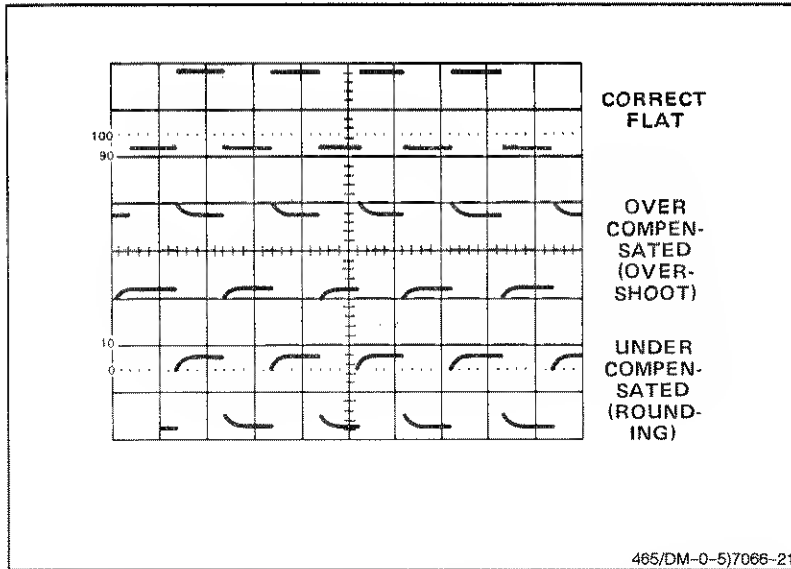 CORRECT
FLAT
100
90
OVER
COMPEN-
SATED
(OVER-
SHOOT)
10
0
UNDER
COMPEN-
SATED
(ROUND-
ING)
465/DM-0-5)7066-21